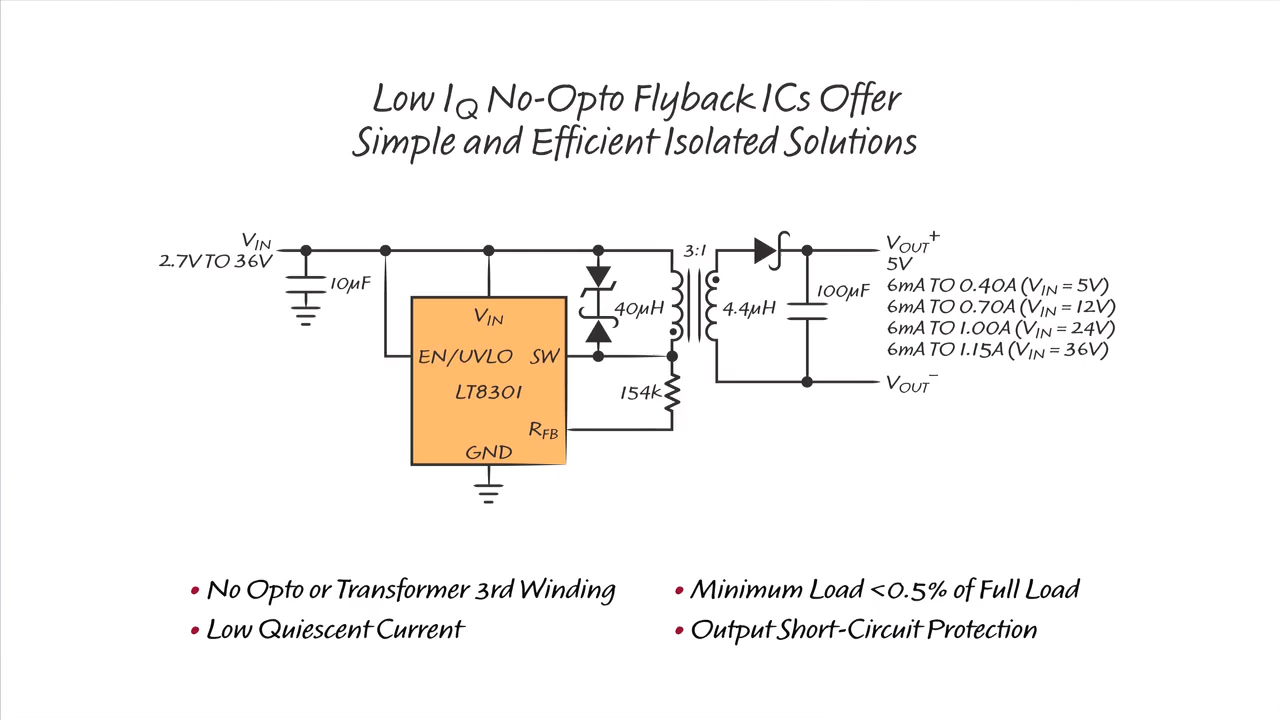 Low IQ No-Opto Flyback ICs Offer
Simple and Efficient Isolated Solutions
VIN
2.7V TO 36V
10µF
VIN
EN/UVLO SW
LT8301
RFB
GND
40µH
154k
3:1
4.4µH
100µF
VOUT+
5V
6mA TO 0.40A (VIN = 5V)
6mA TO 0.70A (VIN = 12V)
6mA TO 1.00A (VIN = 24V)
6mA TO 1.15A (VIN = 36V)
VOUT−
• No Opto or Transformer 3rd Winding
• Low Quiescent Current
• Minimum Load <0.5% of Full Load
• Output Short-Circuit Protection